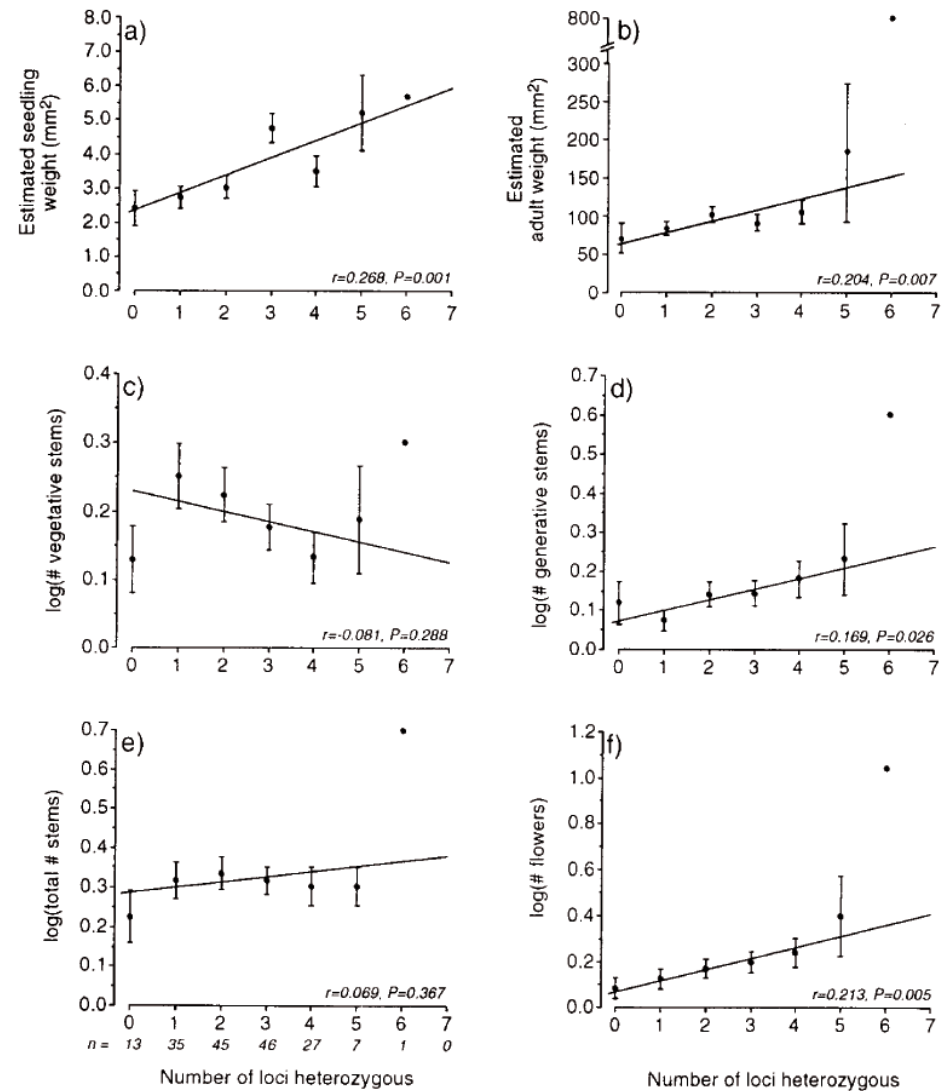 a)
Estimated seedling
weight (mm²)
8.0
7.0
6.0
5.0
4.0
3.0
2.0
1.0
0.0
r=0.268, P=0.001
0 1 2 3 4 5 6 7
b)
Estimated
adult weight (mm²)
800
300
250
200
150
100
50
0
r=0.204, P=0.007
0 1 2 3 4 5 6 7
c)
log(# vegetative stems)
0.4
0.3
0.2
0.1
0.0
r=-0.081, P=0.288
0 1 2 3 4 5 6 7
d)
log(# generative stems)
0.7
0.6
0.5
0.4
0.3
0.2
0.1
0.0
r=0.169, P=0.026
0 1 2 3 4 5 6 7
e)
log(total # stems)
0.7
0.6
0.5
0.4
0.3
0.2
0.1
0.0
r=0.069, P=0.367
0 1 2 3 4 5 6 7
n = 13 35 45 46 27 7 1 0
Number of loci heterozygous
f)
log(# flowers)
1.2
1.0
0.8
0.6
0.4
0.2
0.0
r=0.213, P=0.005
0 1 2 3 4 5 6 7
Number of loci heterozygous